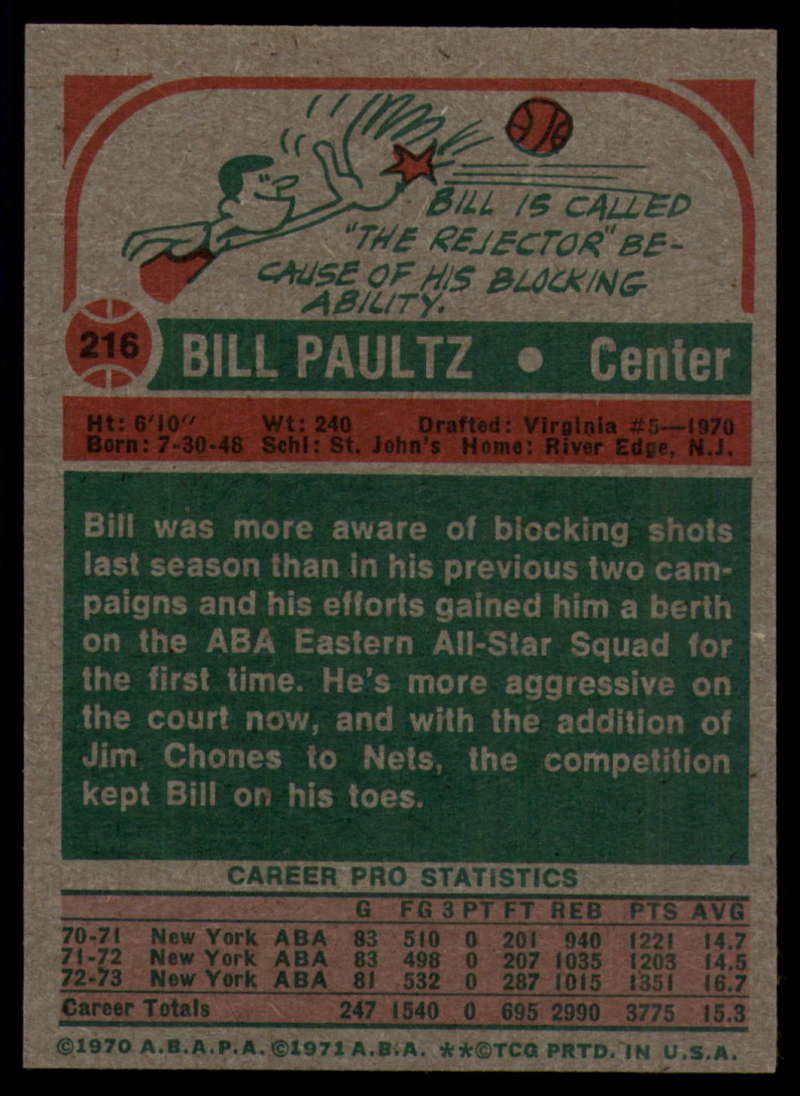 BILL IS CALLED
"THE REJECTOR" BE-
CAUSE OF HIS BLOCKING
ABILITY.
216 BILL PAULTZ • Center
Ht: 6'10" Wt: 240 Drafted: Virginia #5—1970
Born: 7-30-48 Schl: St. John's Home: River Edge, N.J.
Bill was more aware of blocking shots
last season than in his previous two cam-
paigns and his efforts gained him a berth
on the ABA Eastern All-Star Squad for
the first time. He's more aggressive on
the court now, and with the addition of
Jim Chones to Nets, the competition
kept Bill on his toes.
CAREER PRO STATISTICS
G FG 3 PT FT REB PTS AVG
70-71 New York ABA 83 510 0 201 940 1221 14.7
71-72 New York ABA 83 498 0 207 1035 1203 14.5
72-73 New York ABA 81 532 0 287 1015 1351 16.7
Career Totals 247 1540 0 695 2990 3775 15.3
©1970 A.B.A.P.A. ©1971 A.B.A. **©TCG PRTD. IN U.S.A.